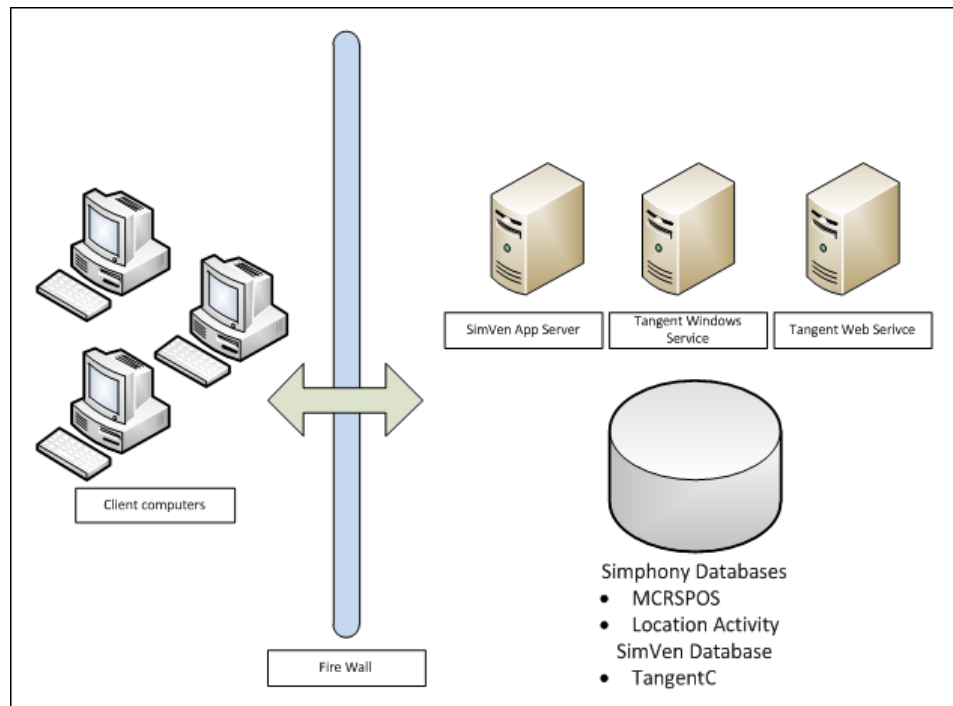 SimVen App Server
Tangent Windows
Service
Tangent Web Serivce
Client computers
Simphony Databases
• MCRSPOS
• Location Activity
SimVen Database
• TangentC
Fire Wall